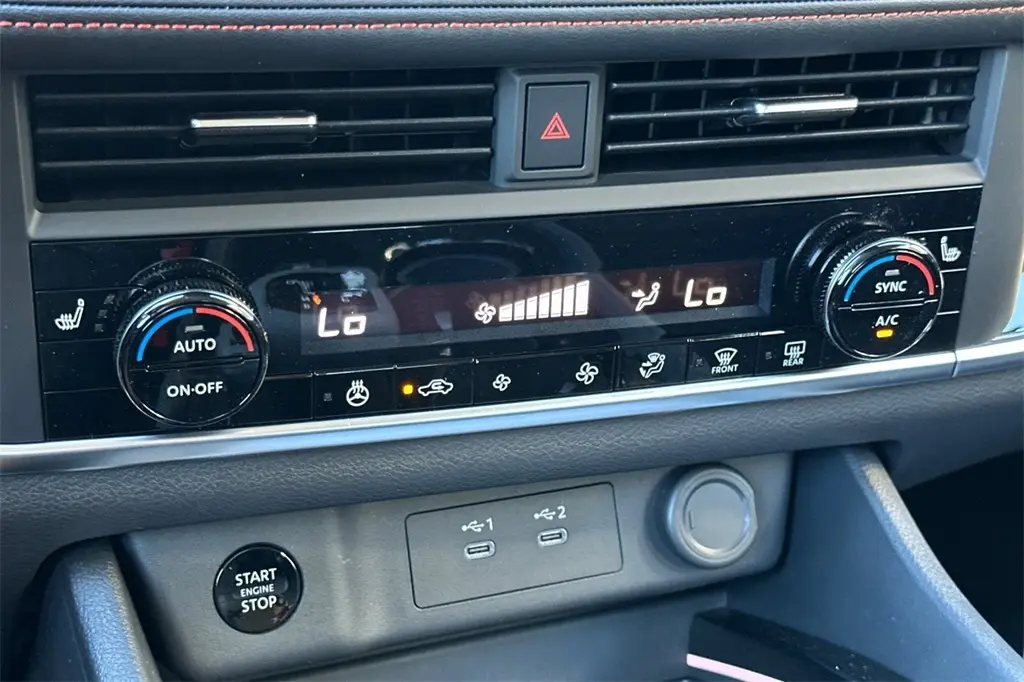 Lo
Lo
AUTO
ON·OFF
SYNC
A/C
FRONT
REAR
1
2
START
ENGINE
STOP